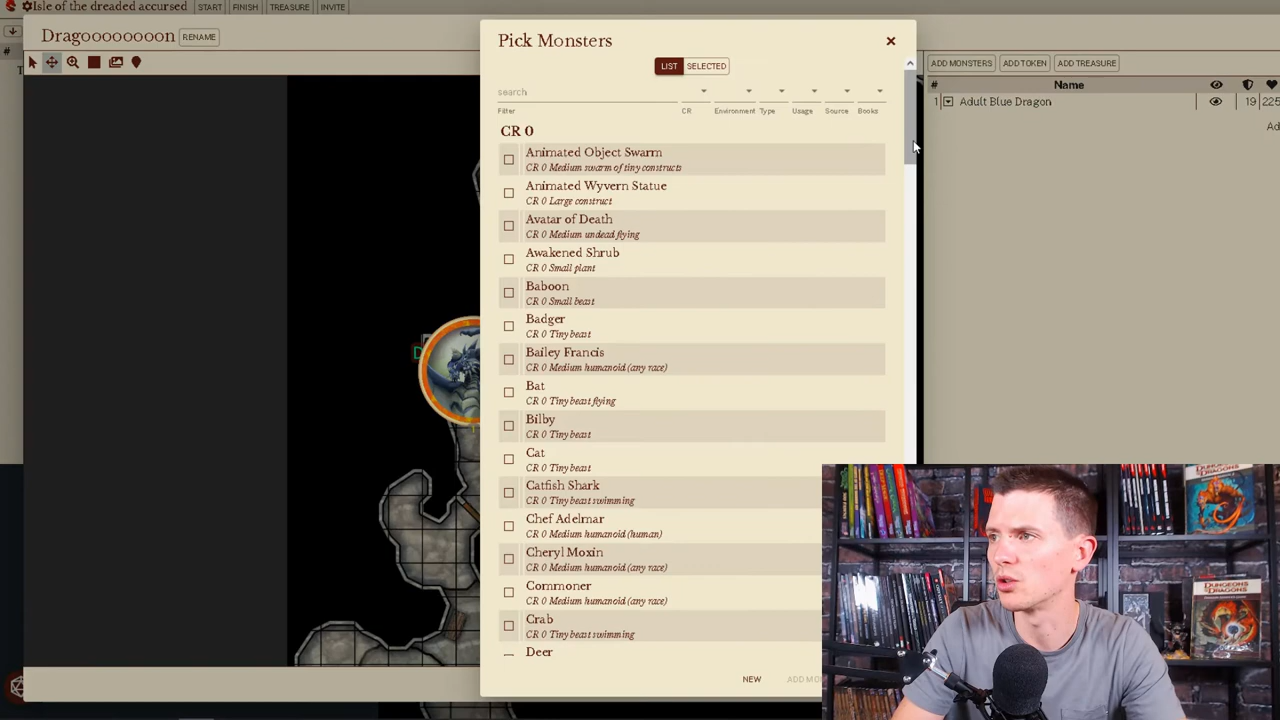 Isle of the dreaded accursed START FINISH TREASURE INVITE
Dragooooooooon RENAME
#
Pick Monsters
LIST SELECTED
search
Filter CR Environment Type Usage Source Books
CR 0
Animated Object Swarm
CR 0 Medium swarm of tiny constructs
Animated Wyvern Statue
CR 0 Large construct
Avatar of Death
CR 0 Medium undead flying
Awakened Shrub
CR 0 Small plant
Baboon
CR 0 Small beast
Badger
CR 0 Tiny beast
Bailey Francis
CR 0 Medium humanoid (any race)
Bat
CR 0 Tiny beast flying
Bilby
CR 0 Tiny beast
Cat
CR 0 Tiny beast
Catfish Shark
CR 0 Tiny beast swimming
Chef Adelmar
CR 0 Medium humanoid (human)
Cheryl Moxin
CR 0 Medium humanoid (any race)
Commoner
CR 0 Medium humanoid (any race)
Crab
CR 0 Tiny beast swimming
Deer
NEW ADD MO
ADD MONSTERS ADD TOKEN ADD TREASURE
# Name
1 Adult Blue Dragon 19 225
Ad
DUNGEONS & DRAGONS